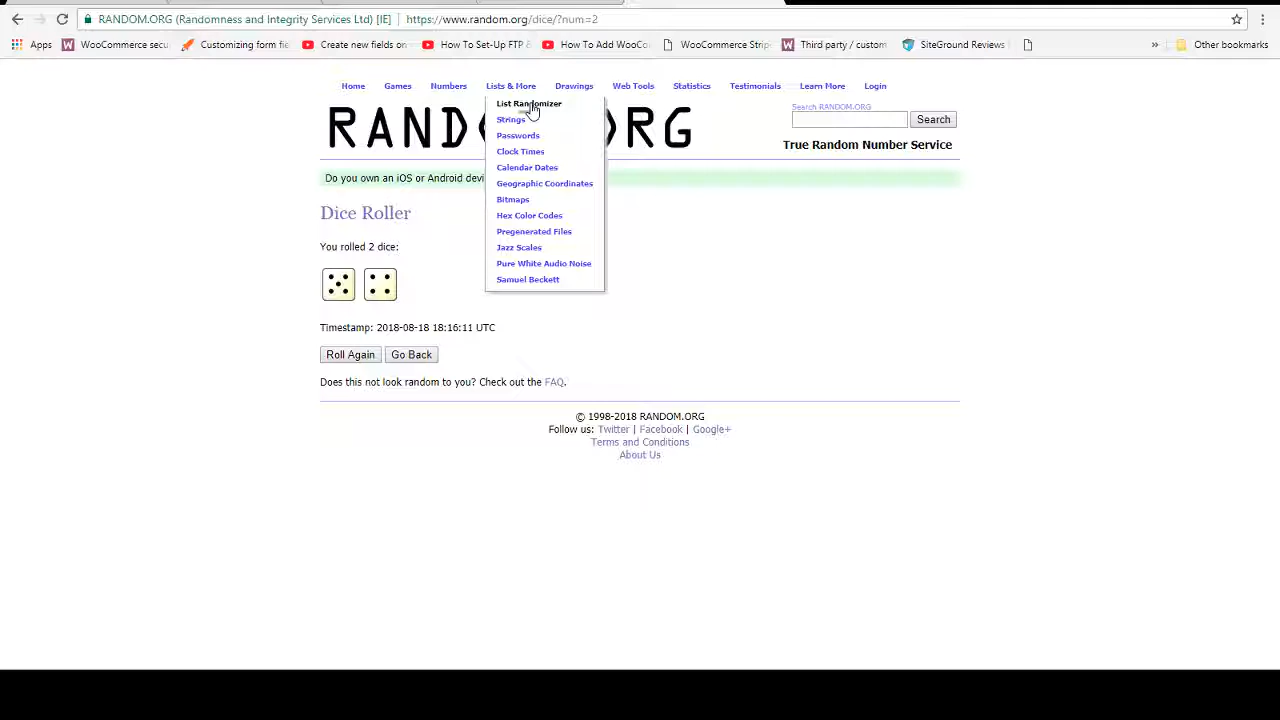 RANDOM.ORG (Randomness and Integrity Services Ltd) [IE] | https://www.random.org/dice/?num=2
Apps WooCommerce secu Customizing form fie Create new fields on How To Set-Up FTP & How To Add WooCo WooCommerce Strip Third party / custom SiteGround Reviews » Other bookmarks
Home Games Numbers Lists & More Drawings Web Tools Statistics Testimonials Learn More Login
List Randomizer
Strings
Passwords
Clock Times
Calendar Dates
Geographic Coordinates
Bitmaps
Hex Color Codes
Pregenerated Files
Jazz Scales
Pure White Audio Noise
Samuel Beckett
Search RANDOM.ORG
Search
True Random Number Service
Do you own an iOS or Android devi
Dice Roller
You rolled 2 dice:
Timestamp: 2018-08-18 18:16:11 UTC
Roll Again Go Back
Does this not look random to you? Check out the FAQ.
© 1998-2018 RANDOM.ORG
Follow us: Twitter | Facebook | Google+
Terms and Conditions
About Us